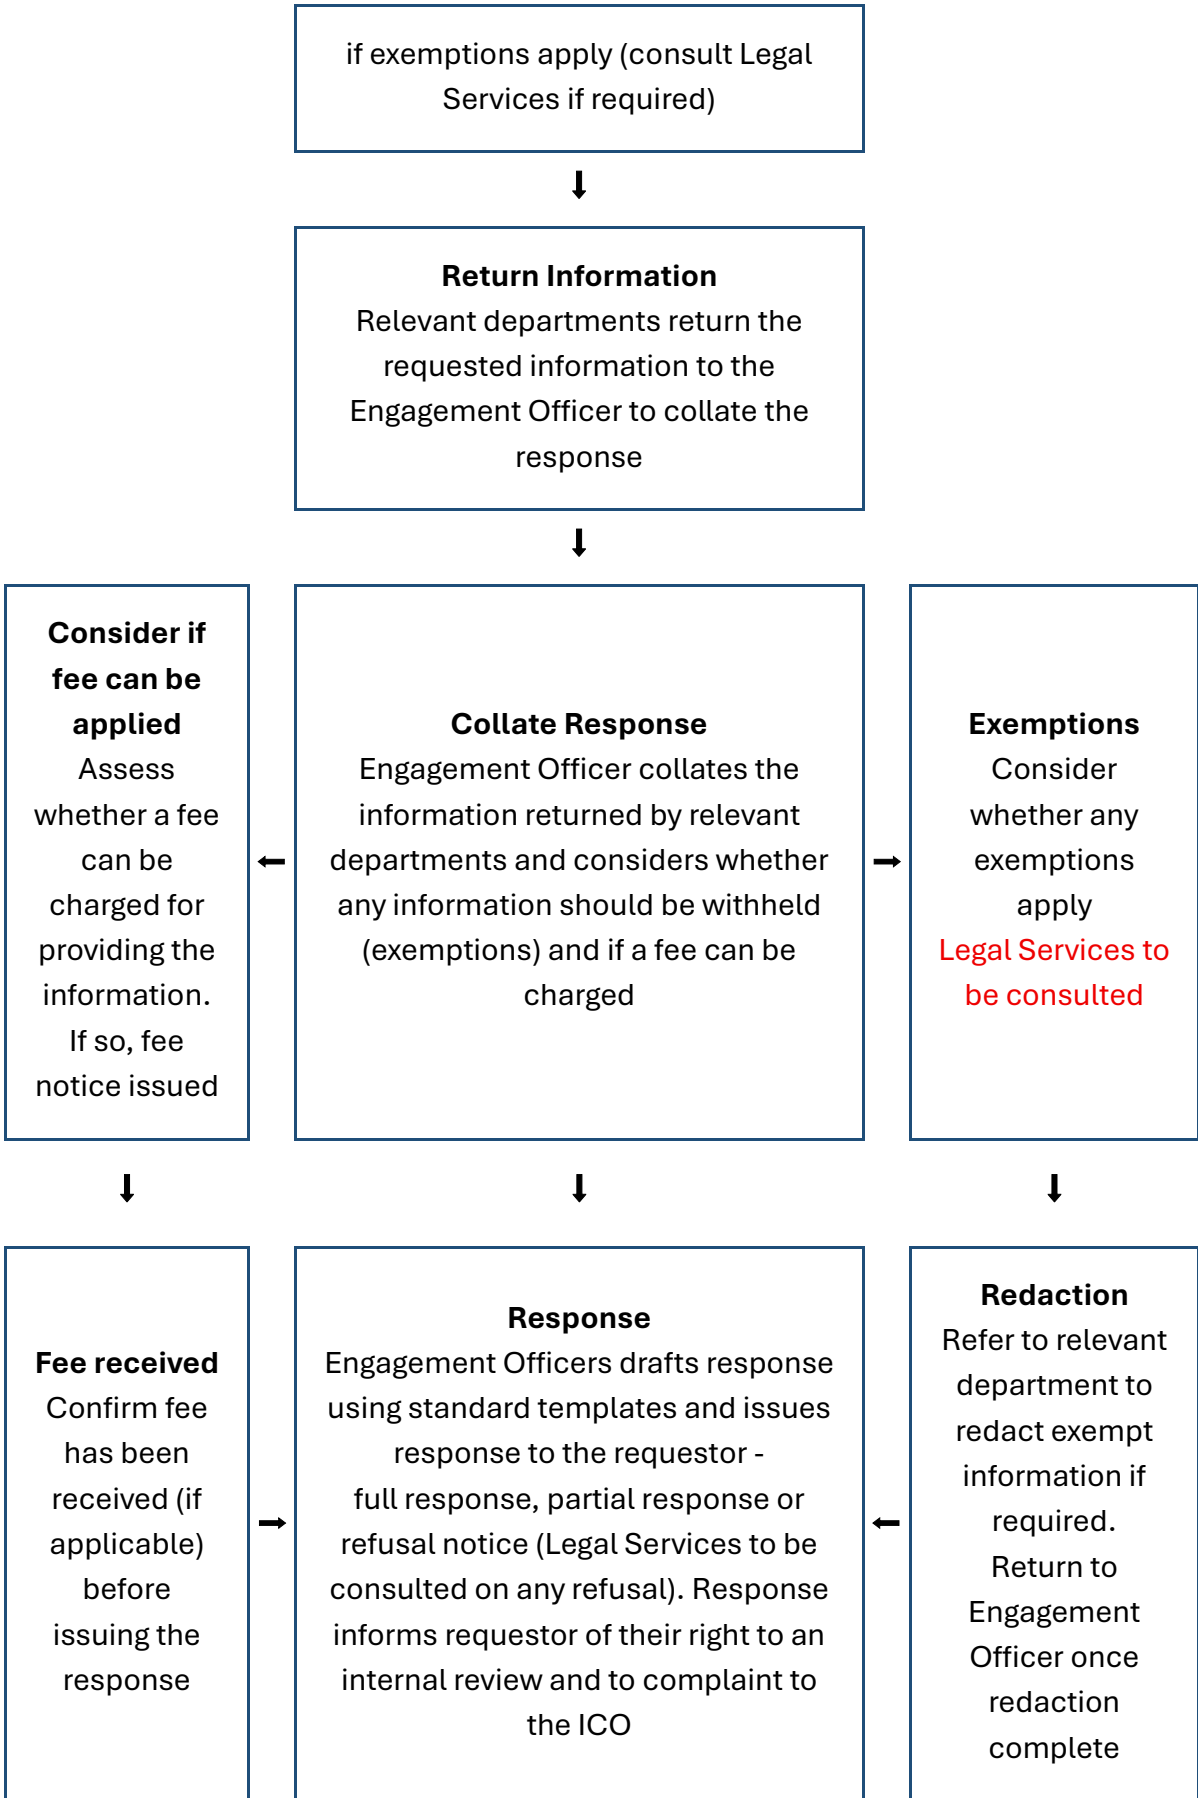 if exemptions apply (consult Legal
Services if required)
Return Information
Relevant departments return the
requested information to the
Engagement Officer to collate the
response
Consider if
fee can be
applied
Assess
whether a fee
can be
charged for
providing the
information.
If so, fee
notice issued
Collate Response
Engagement Officer collates the
information returned by relevant
departments and considers whether
any information should be withheld
(exemptions) and if a fee can be
charged
Exemptions
Consider
whether any
exemptions
apply
Legal Services to
be consulted
Fee received
Confirm fee
has been
received (if
applicable)
before
issuing the
response
Response
Engagement Officers drafts response
using standard templates and issues
response to the requestor -
full response, partial response or
refusal notice (Legal Services to be
consulted on any refusal). Response
informs requestor of their right to an
internal review and to complaint to
the ICO
Redaction
Refer to relevant
department to
redact exempt
information if
required.
Return to
Engagement
Officer once
redaction
complete